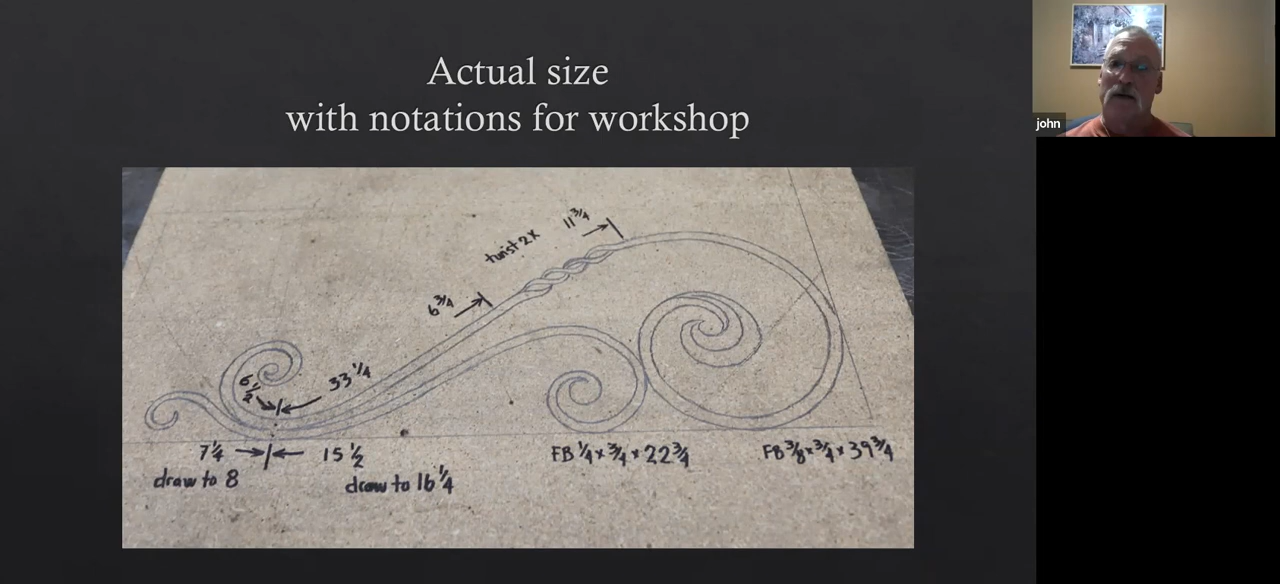 Actual size
with notations for workshop
john
11 3/4
twist 2x
6 3/4
33 1/4
6 1/2
7 1/4
15 1/2
draw to 8
draw to 16 1/4
FB 1/4 x 3/4 x 22 3/4
FB 3/8 x 3/4 x 39 3/4